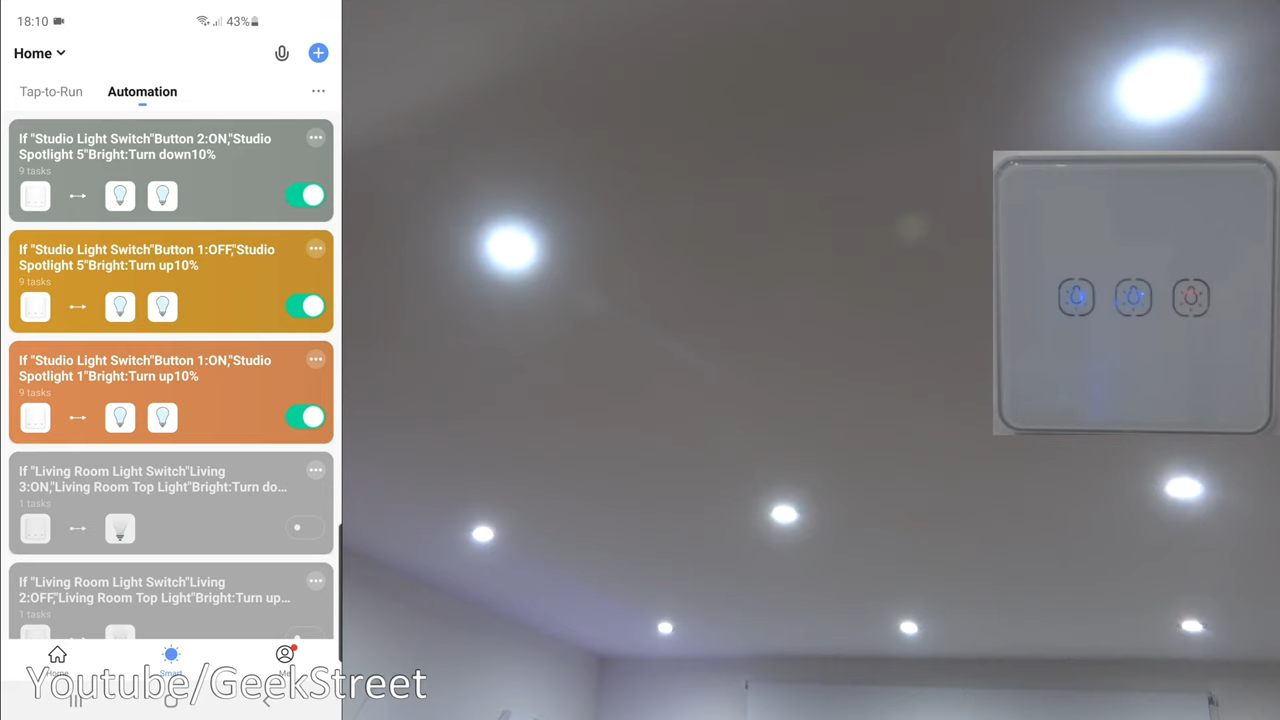 18:10
43%
Home
Tap-to-Run
Automation
If "Studio Light Switch"Button 2:ON,"Studio
Spotlight 5"Bright:Turn down10%
9 tasks
If "Studio Light Switch"Button 1:OFF,"Studio
Spotlight 5"Bright:Turn up10%
9 tasks
If "Studio Light Switch"Button 1:ON,"Studio
Spotlight 1"Bright:Turn up10%
9 tasks
If "Living Room Light Switch"Living
3:ON,"Living Room Top Light"Bright:Turn do...
1 tasks
If "Living Room Light Switch"Living
2:OFF,"Living Room Top Light"Bright:Turn up...
1 tasks
Home
Smart
Me
Youtube/GeekStreet